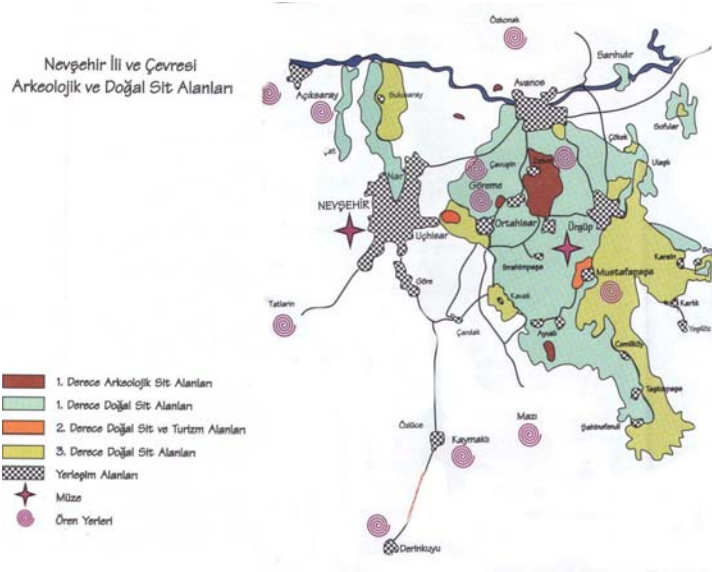 Nevşehir İli ve Çevresi
Arkeolojik ve Doğal Sit Alanları
Özkonak
Sarıhıdır
Avanos
Açıksaray
Sulusaray
Sofular
Çökek
Ulaşlı
Çavuşin
Zelve
Nar
Göreme
NEVŞEHİR
Uçhisar
Ortahisar
Ürgüp
İbrahimpaşa
Karain
Mustafapaşa
Göre
Kavak
Karlık
Tatlarin
Yeşilöz
Çardak
Ayvalı
Cemilköy
Taşkınpaşa
Şahinefendi
Mazı
Özlüce
Kaymaklı
Derinkuyu
1. Derece Arkeolojik Sit Alanları
1. Derece Doğal Sit Alanları
2. Derece Doğal Sit ve Turizm Alanları
3. Derece Doğal Sit Alanları
Yerleşim Alanları
Müze
Ören Yerleri